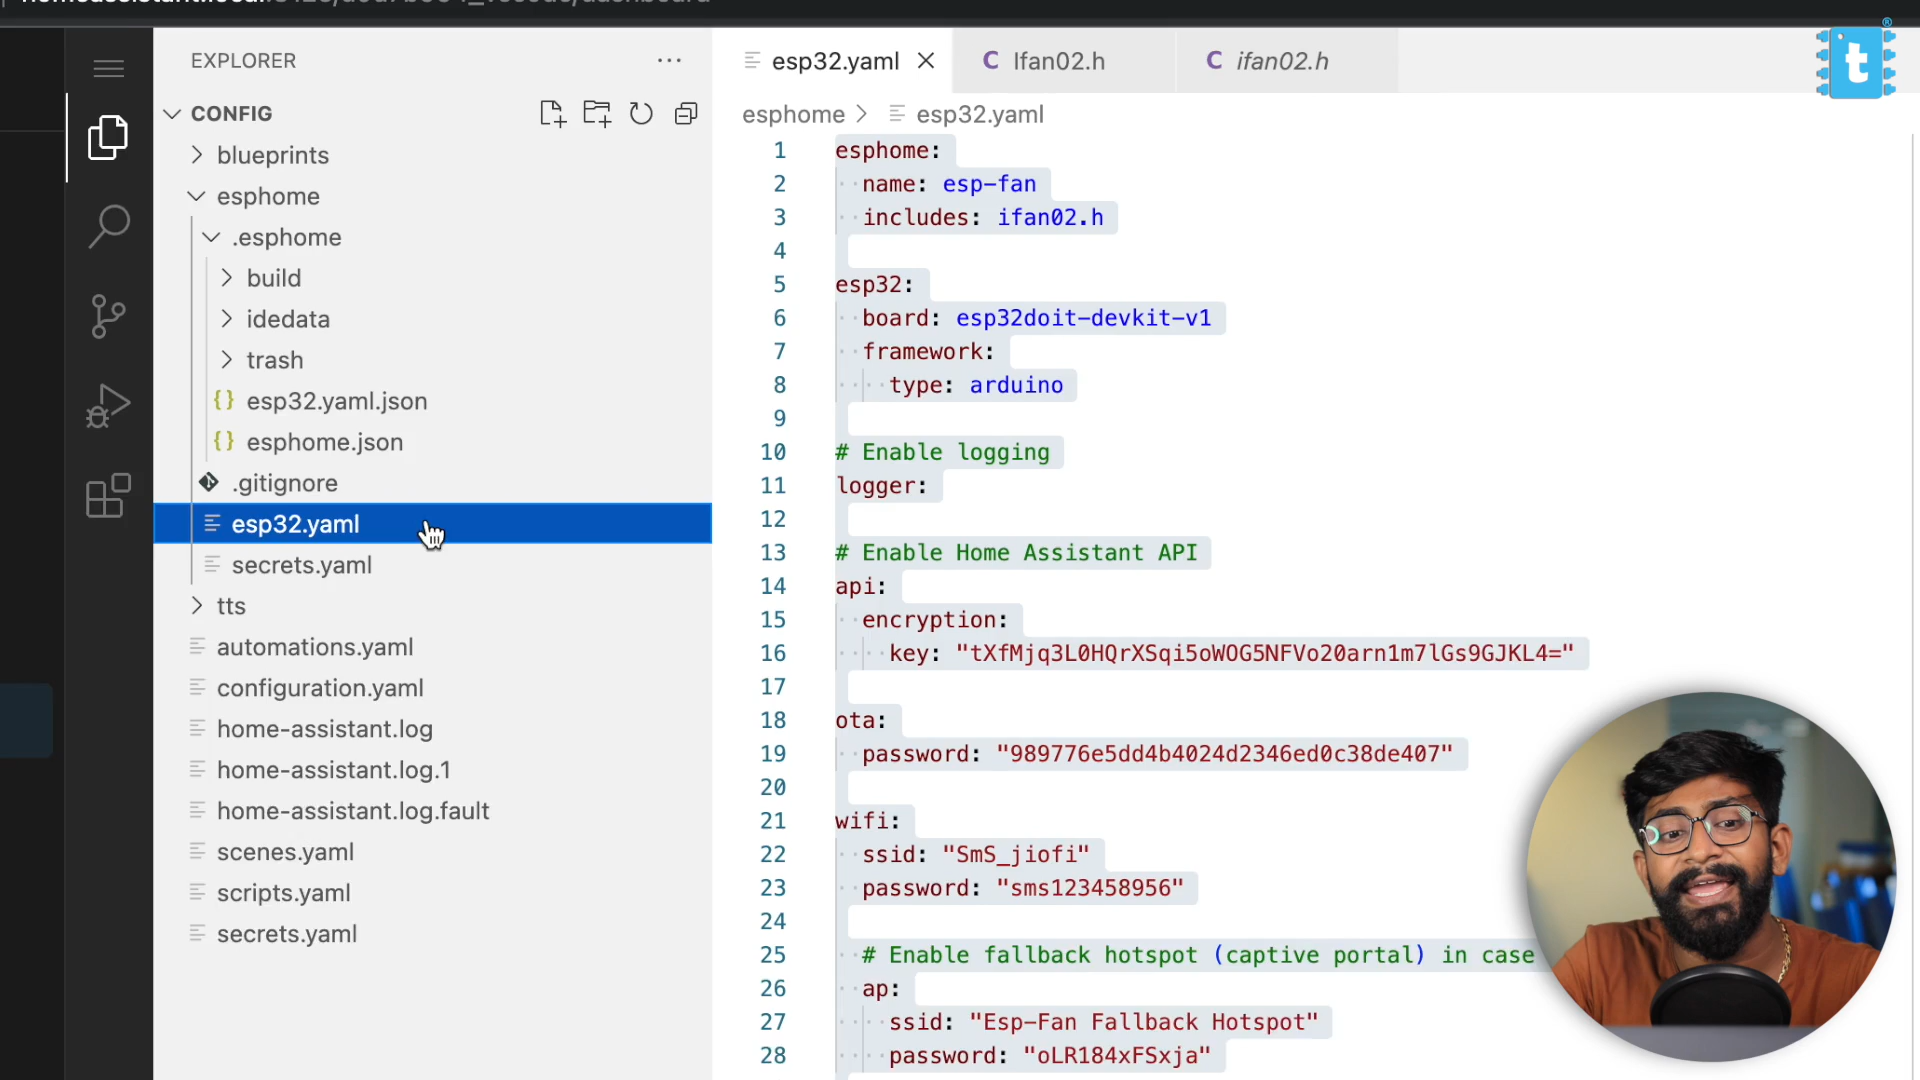 EXPLORER
CONFIG
blueprints
esphome
.esphome
build
idedata
trash
esp32.yaml.json
esphome.json
.gitignore
esp32.yaml
secrets.yaml
tts
automations.yaml
configuration.yaml
home-assistant.log
home-assistant.log.1
home-assistant.log.fault
scenes.yaml
scripts.yaml
secrets.yaml
esp32.yaml
C Ifan02.h
C ifan02.h
t
®
esphome > esp32.yaml
1 esphome:
2 name: esp-fan
3 includes: ifan02.h
4
5 esp32:
6 board: esp32doit-devkit-v1
7 framework:
8 type: arduino
9
10 # Enable logging
11 logger:
12
13 # Enable Home Assistant API
14 api:
15 encryption:
16 key: "tXfMjq3L0HQrXSqi5oWOG5NFVo20arn1m7lGs9GJKL4="
17
18 ota:
19 password: "989776e5dd4b4024d2346ed0c38de407"
20
21 wifi:
22 ssid: "SmS_jiofi"
23 password: "sms123458956"
24
25 # Enable fallback hotspot (captive portal) in case
26 ap:
27 ssid: "Esp-Fan Fallback Hotspot"
28 password: "oLR184xFSxja"